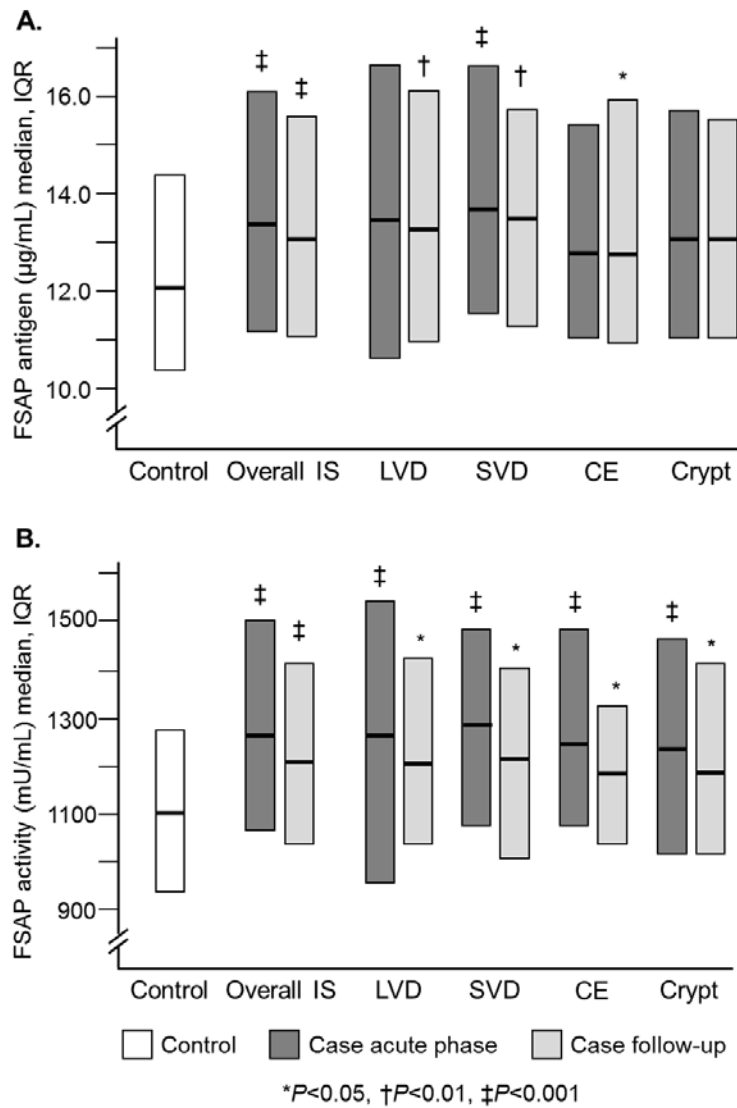 A.
FSAP antigen (µg/mL) median, IQR
‡ ‡ † ‡ † *
16.0
14.0
12.0
10.0
Control Overall IS LVD SVD CE Crypt
B.
FSAP activity (mU/mL) median, IQR
‡ ‡ ‡ * ‡ * ‡ * ‡ *
1500
1300
1100
900
Control Overall IS LVD SVD CE Crypt
Control Case acute phase Case follow-up
*P<0.05, †P<0.01, ‡P<0.001